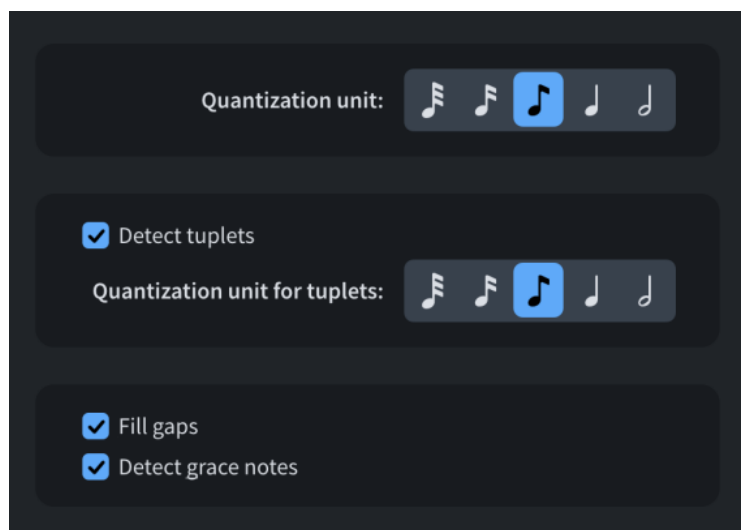 Quantization unit:
Detect tuplets
Quantization unit for tuplets:
Fill gaps
Detect grace notes